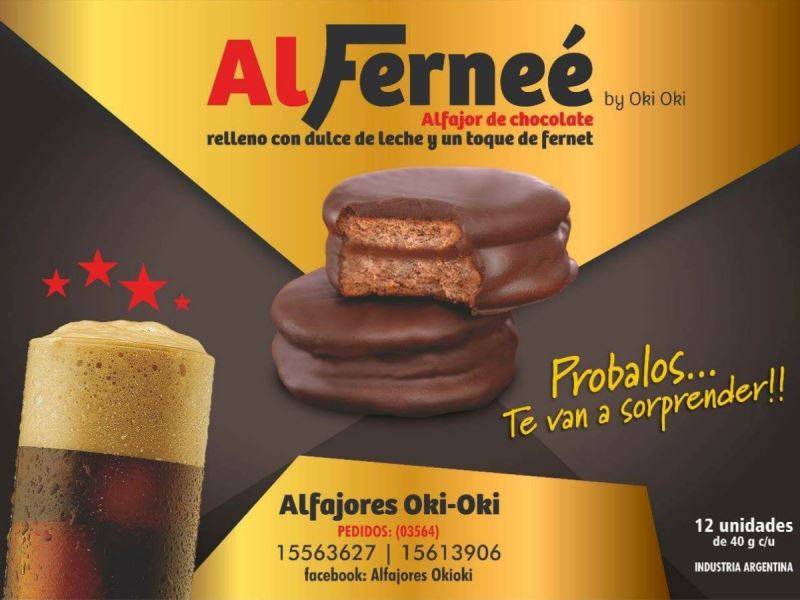 AlFerneé
by Oki Oki
Alfajor de chocolate
relleno con dulce de leche y un toque de fernet
Probalos...
Te van a sorprender!!
Alfajores Oki-Oki
PEDIDOS: (03564)
15563627 | 15613906
facebook: Alfajores Okioki
12 unidades
de 40 g c/u
INDUSTRIA ARGENTINA